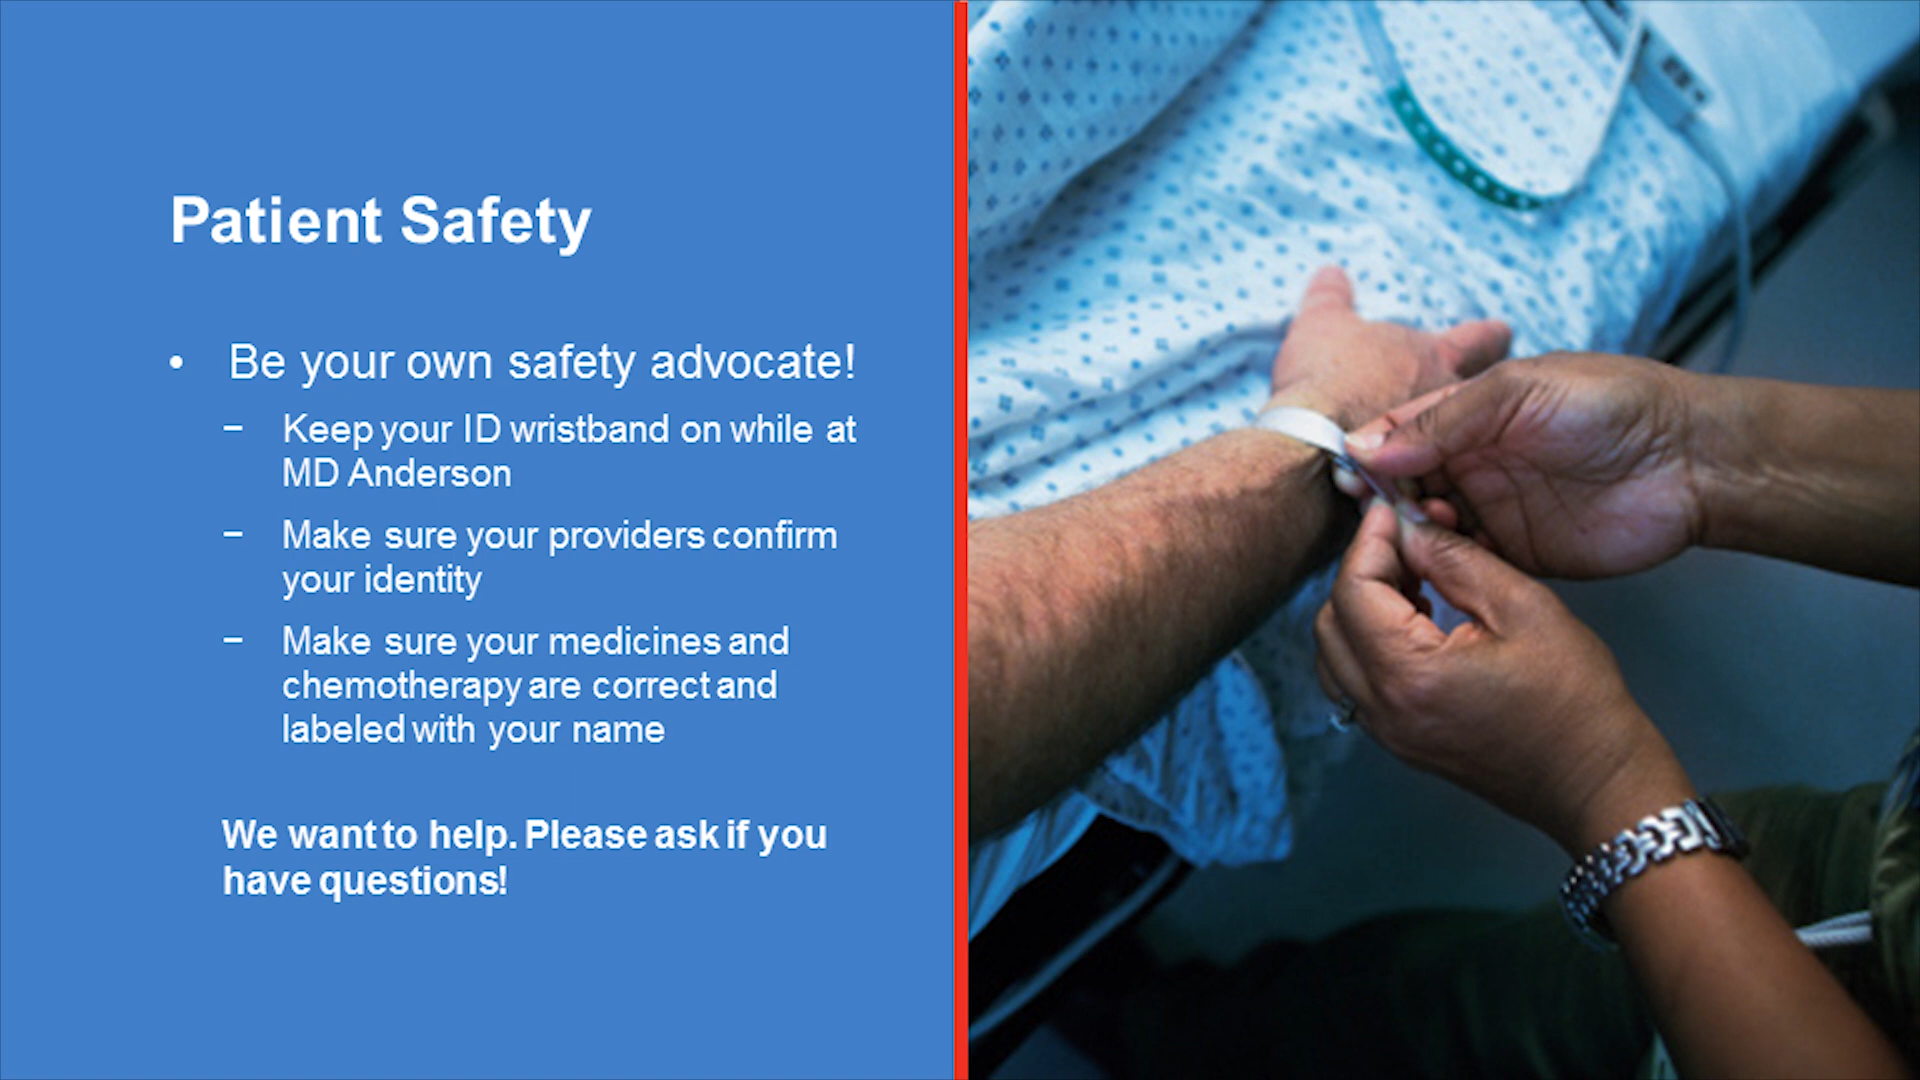 Patient Safety
• Be your own safety advocate!
– Keep your ID wristband on while at
MD Anderson
– Make sure your providers confirm
your identity
– Make sure your medicines and
chemotherapy are correct and
labeled with your name
We want to help. Please ask if you
have questions!